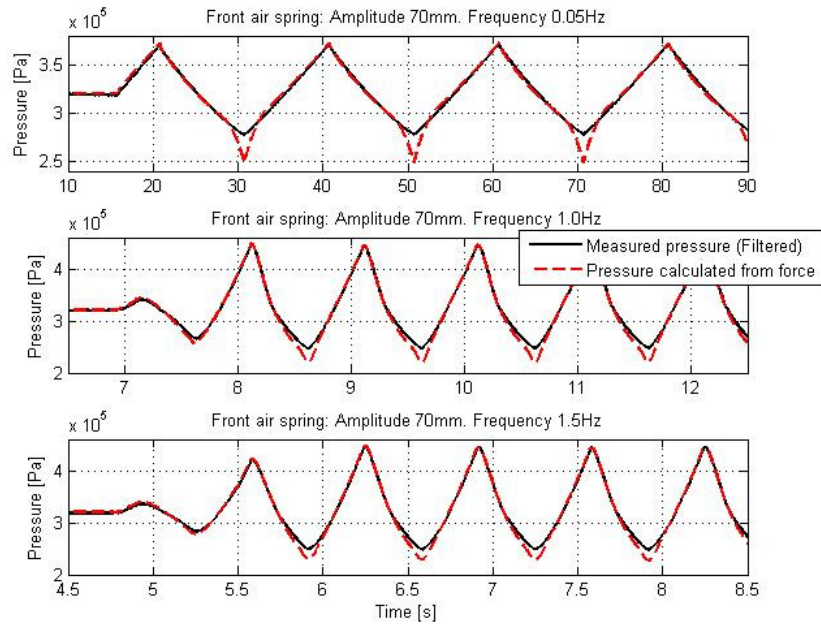 Front air spring: Amplitude 70mm. Frequency 0.05Hz
x 10^5
Pressure [Pa]
3.5
3
2.5
10 20 30 40 50 60 70 80 90
Front air spring: Amplitude 70mm. Frequency 1.0Hz
x 10^5
Pressure [Pa]
4
3
2
7 8 9 10 11 12
Measured pressure (Filtered)
Pressure calculated from force
Front air spring: Amplitude 70mm. Frequency 1.5Hz
x 10^5
Pressure [Pa]
4
3
2
4.5 5 5.5 6 6.5 7 7.5 8 8.5
Time [s]